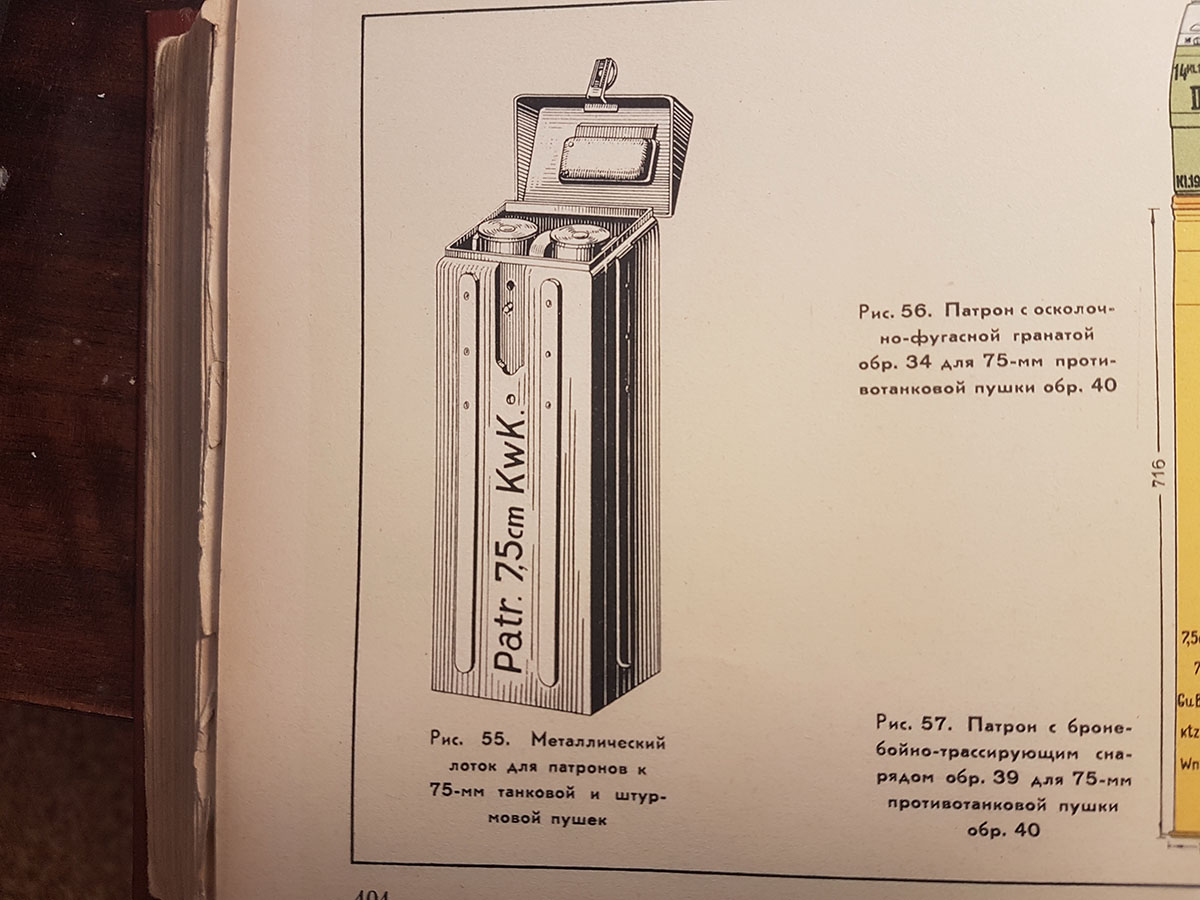 Patr. 7,5cm KwK.
Рис. 55. Металлический
лоток для патронов к
75-мм танковой и штур-
мовой пушек
Рис. 56. Патрон с осколоч-
но-фугасной гранатой
обр. 34 для 75-мм проти-
вотанковой пушки обр. 40
Рис. 57. Патрон с броне-
бойно-трассирующим сна-
рядом обр. 39 для 75-мм
противотанковой пушки
обр. 40
716